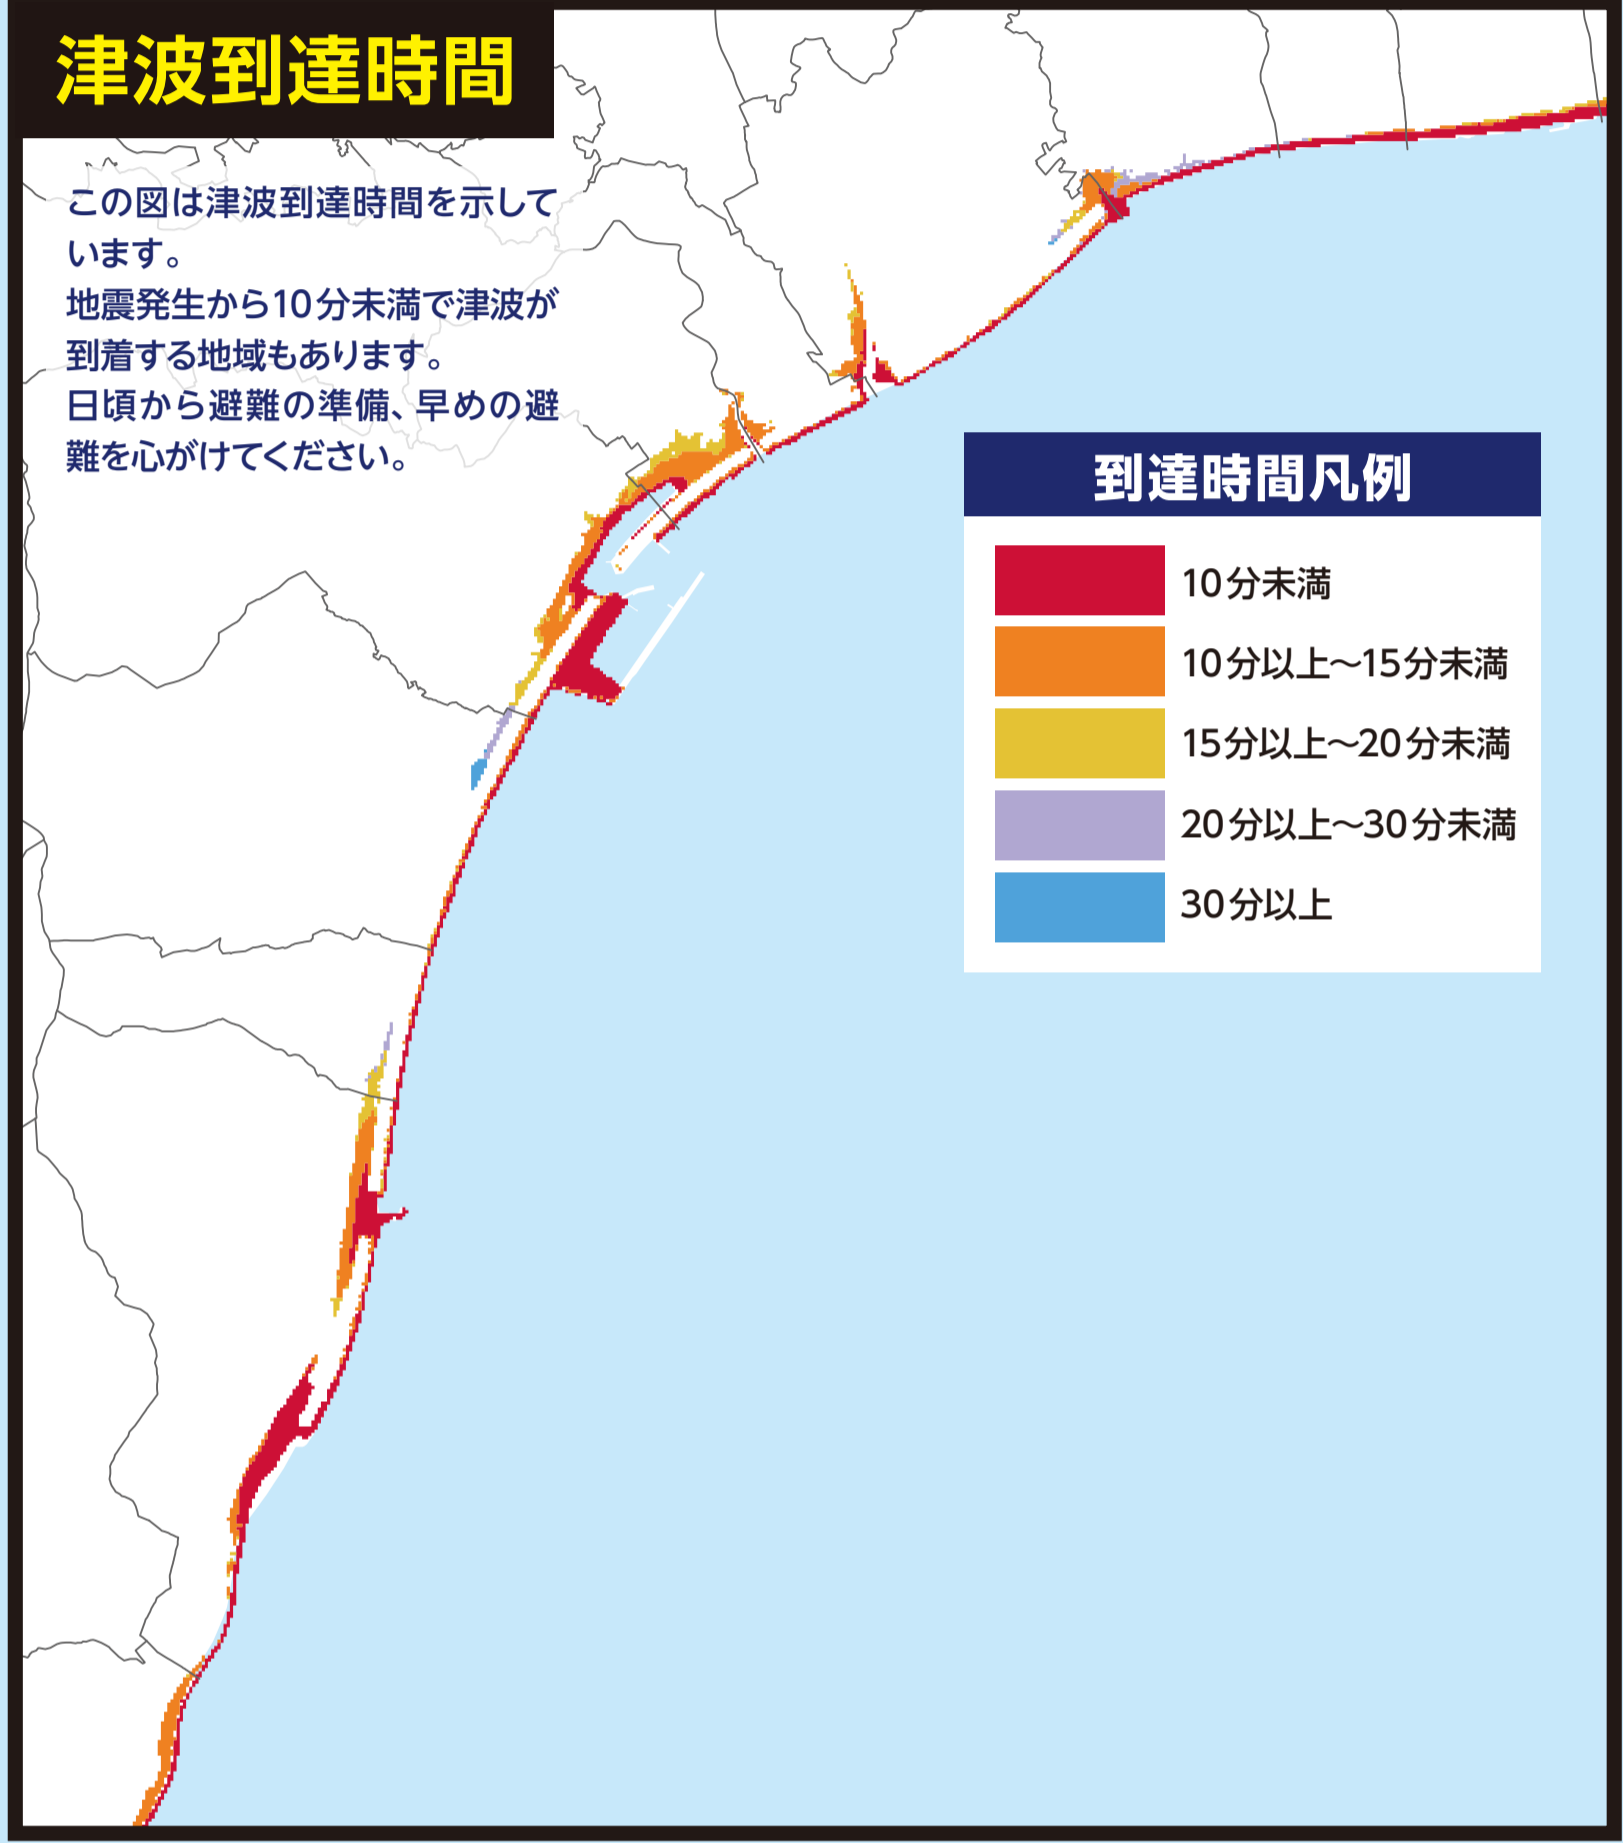 津波到達時間
この図は津波到達時間を示して
います。
地震発生から10分未満で津波が
到着する地域もあります。
日頃から避難の準備、早めの避
難を心がけてください。
到達時間凡例
10分未満
10分以上～15分未満
15分以上～20分未満
20分以上～30分未満
30分以上